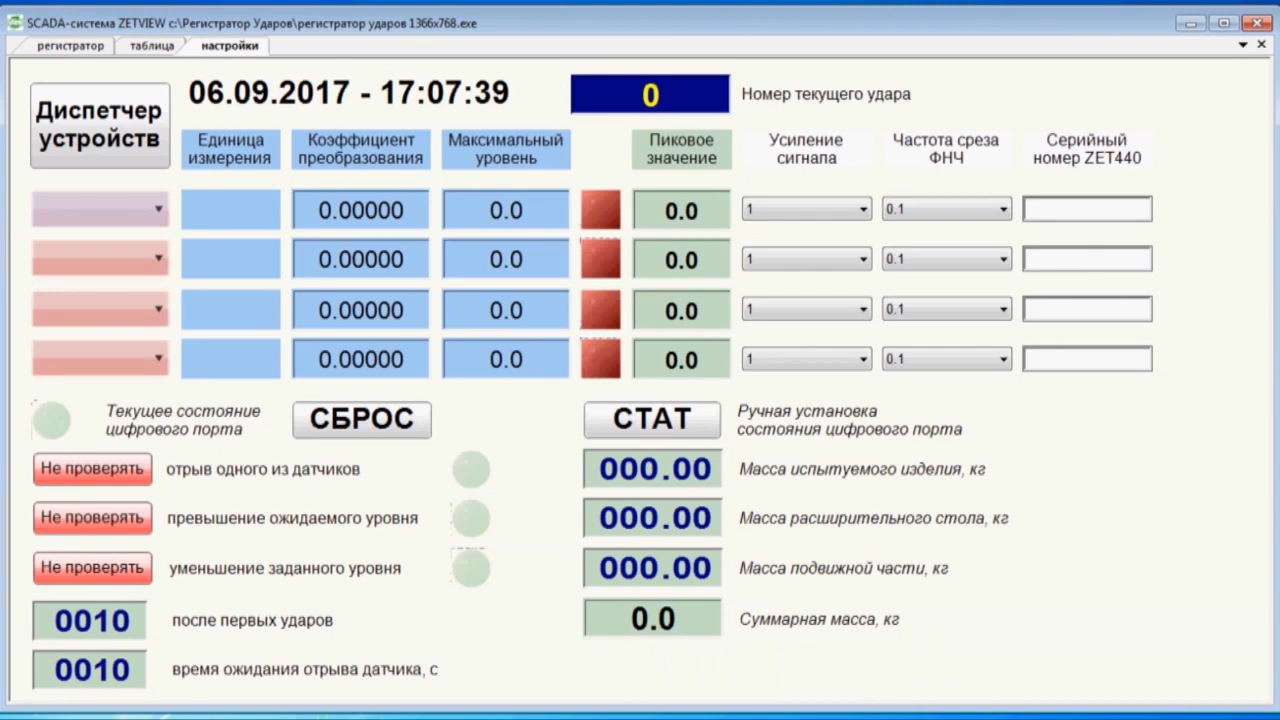 SCADA-система ZETVIEW c:\Регистратор Ударов\регистратор ударов 1366x768.exe
регистратор таблица настройки
Диспетчер
устройств
06.09.2017 - 17:07:39
0
Номер текущего удара
Единица
измерения
Коэффициент
преобразования
Максимальный
уровень
Пиковое
значение
Усиление
сигнала
Частота среза
ФНЧ
Серийный
номер ZET440
0.00000 0.0 0.0 1 0.1
0.00000 0.0 0.0 1 0.1
0.00000 0.0 0.0 1 0.1
0.00000 0.0 0.0 1 0.1
Текущее состояние
цифрового порта
СБРОС
СТАТ
Ручная установка
состояния цифрового порта
Не проверять отрыв одного из датчиков
000.00 Масса испытуемого изделия, кг
Не проверять превышение ожидаемого уровня
000.00 Масса расширительного стола, кг
Не проверять уменьшение заданного уровня
000.00 Масса подвижной части, кг
0010 после первых ударов
0.0 Суммарная масса, кг
0010 время ожидания отрыва датчика, с